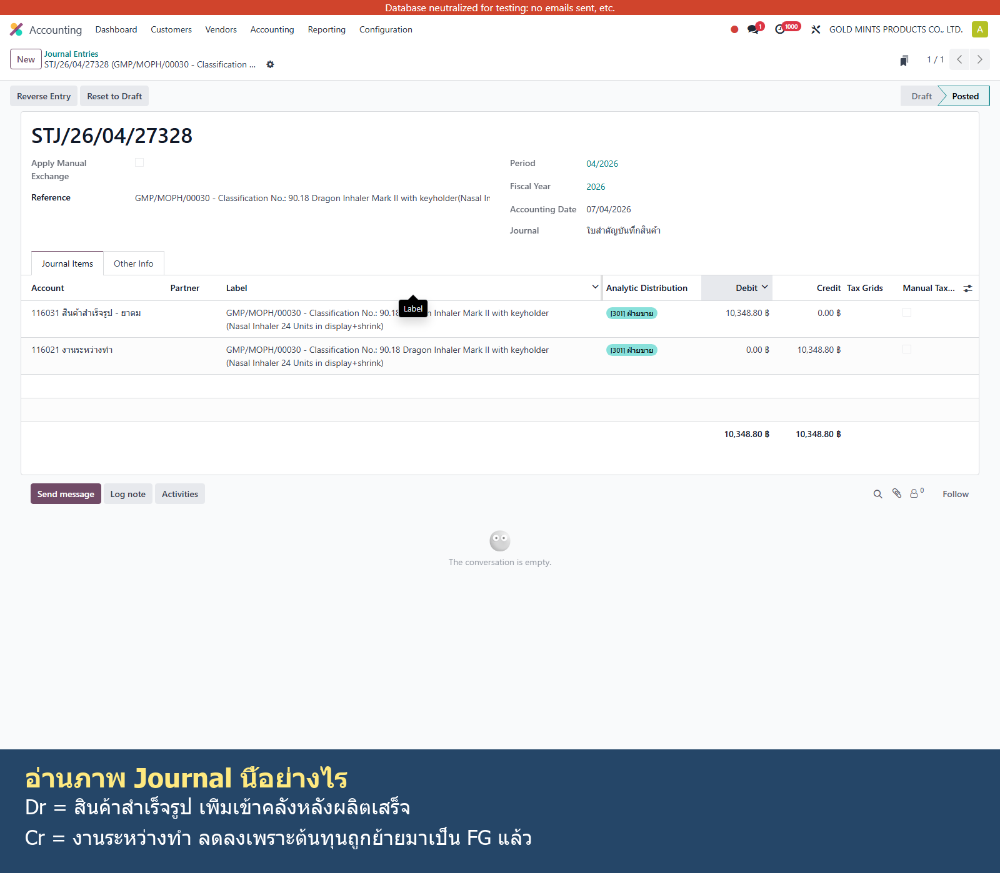 Database neutralized for testing: no emails sent, etc.
Accounting Dashboard Customers Vendors Accounting Reporting Configuration 1 1000 GOLD MINTS PRODUCTS CO., LTD. A
New Journal Entries
STJ/26/04/27328 (GMP/MOPH/00030 - Classification ... 1 / 1
Reverse Entry Reset to Draft Draft Posted
STJ/26/04/27328
Apply Manual Exchange
Reference GMP/MOPH/00030 - Classification No.: 90.18 Dragon Inhaler Mark II with keyholder(Nasal In
Period 04/2026
Fiscal Year 2026
Accounting Date 07/04/2026
Journal ใบสำคัญบันทึกสินค้า
Journal Items Other Info
Account Partner Label Analytic Distribution Debit Credit Tax Grids Manual Tax...
Label
116031 สินค้าสำเร็จรูป - ยาดม GMP/MOPH/00030 - Classification No.: 90.18 Inhaler Mark II with keyholder [301] ฝ่ายขาย 10,348.80 ฿ 0.00 ฿
(Nasal Inhaler 24 Units in display+shrink)
116021 งานระหว่างทำ GMP/MOPH/00030 - Classification No.: 90.18 Dragon Inhaler Mark II with keyholder [301] ฝ่ายขาย 0.00 ฿ 10,348.80 ฿
(Nasal Inhaler 24 Units in display+shrink)
10,348.80 ฿ 10,348.80 ฿
Send message Log note Activities 0 Follow
The conversation is empty.
อ่านภาพ Journal นี้อย่างไร
Dr = สินค้าสำเร็จรูป เพิ่มเข้าคลังหลังผลิตเสร็จ
Cr = งานระหว่างทำ ลดลงเพราะต้นทุนถูกย้ายมาเป็น FG แล้ว